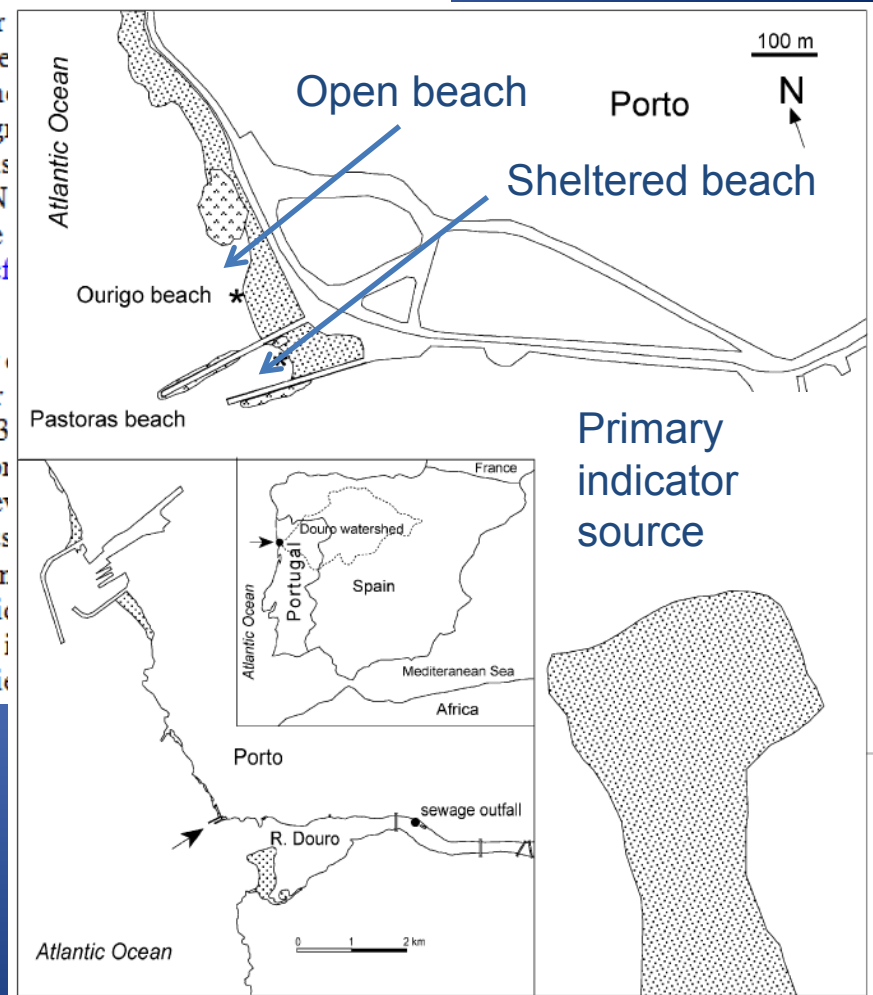 Atlantic Ocean
Open beach
Porto
100 m
N
Sheltered beach
Ourigo beach *
*
Pastoras beach
Primary
indicator
source
France
Douro watershed
Portugal
Spain
Atlantic Ocean
Mediteranean Sea
Africa
Porto
sewage outfall
R. Douro
0 1 2 km
Atlantic Ocean